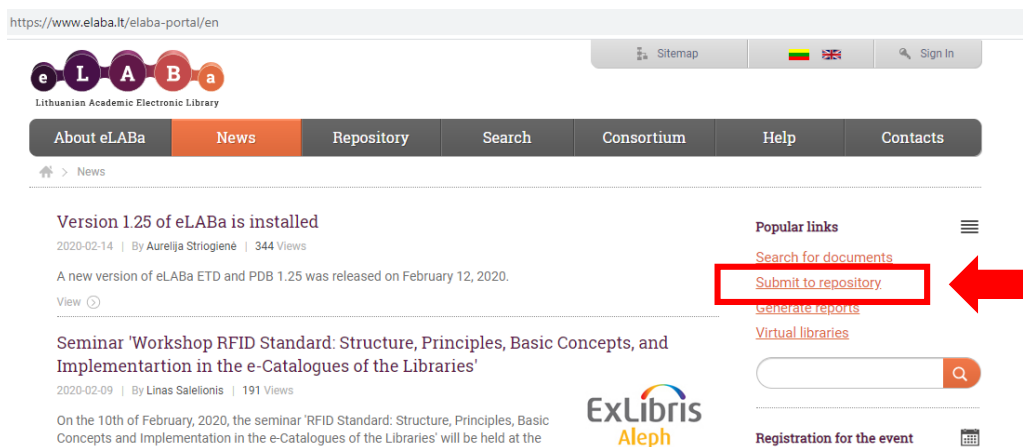 https://www.elaba.lt/elaba-portal/en
Sitemap
Sign In
eLABa
Lithuanian Academic Electronic Library
About eLABa News Repository Search Consortium Help Contacts
> News
Version 1.25 of eLABa is installed
2020-02-14 | By Aurelija Striogienė | 344 Views
A new version of eLABa ETD and PDB 1.25 was released on February 12, 2020.
View
Seminar 'Workshop RFID Standard: Structure, Principles, Basic Concepts, and
Implementartion in the e-Catalogues of the Libraries'
2020-02-09 | By Linas Salelionis | 191 Views
On the 10th of February, 2020, the seminar 'RFID Standard: Structure, Principles, Basic
Concepts and Implementation in the e-Catalogues of the Libraries' will be held at the
ExLibris
Aleph
Popular links
Search for documents
Submit to repository
Generate reports
Virtual libraries
Registration for the event